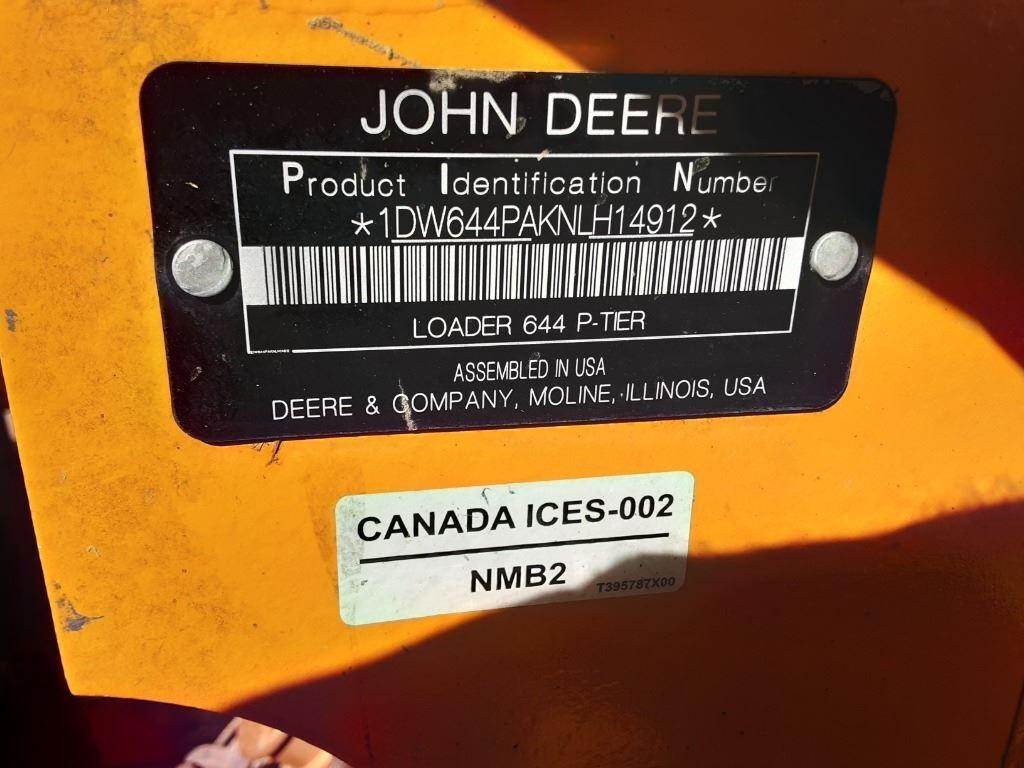 JOHN DEERE
Product Identification Number
*1DW644PAKNLH14912*
LOADER 644 P-TIER
ASSEMBLED IN USA
DEERE & COMPANY, MOLINE, ILLINOIS, USA
CANADA ICES-002
NMB2
T395787X00